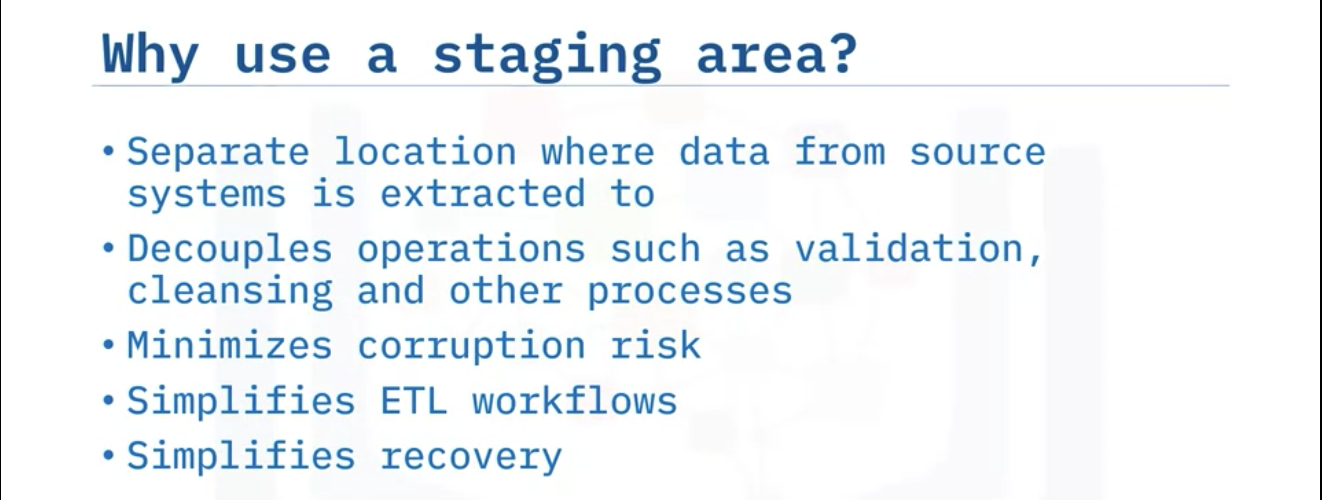 Why use a staging area?
• Separate location where data from source
systems is extracted to
• Decouples operations such as validation,
cleansing and other processes
• Minimizes corruption risk
• Simplifies ETL workflows
• Simplifies recovery